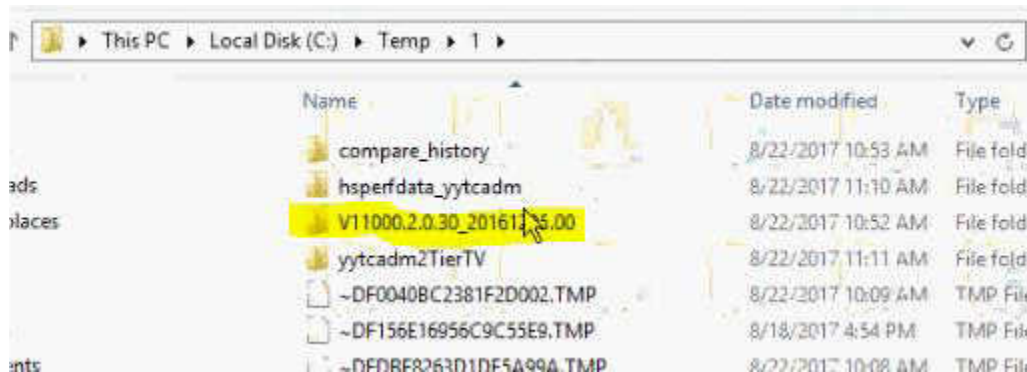 This PC Local Disk (C:) Temp 1
Name Date modified Type
compare_history 8/22/2017 10:53 AM File fold
ads hsperfdata_yytcadm 8/22/2017 11:10 AM File fold
places 8/22/2017 10:52 AM File fold
yytcadm2TierTV 8/22/2017 11:11 AM File fold
~DF0040BC2381F2D002.TMP 8/22/2017 10:09 AM TMP File
~DF156E16956C9C55E9.TMP 8/18/2017 4:54 PM TMP File
ents ~DFDBF8263D1DF5A99A.TMP 8/22/2017 10:08 AM TMP File